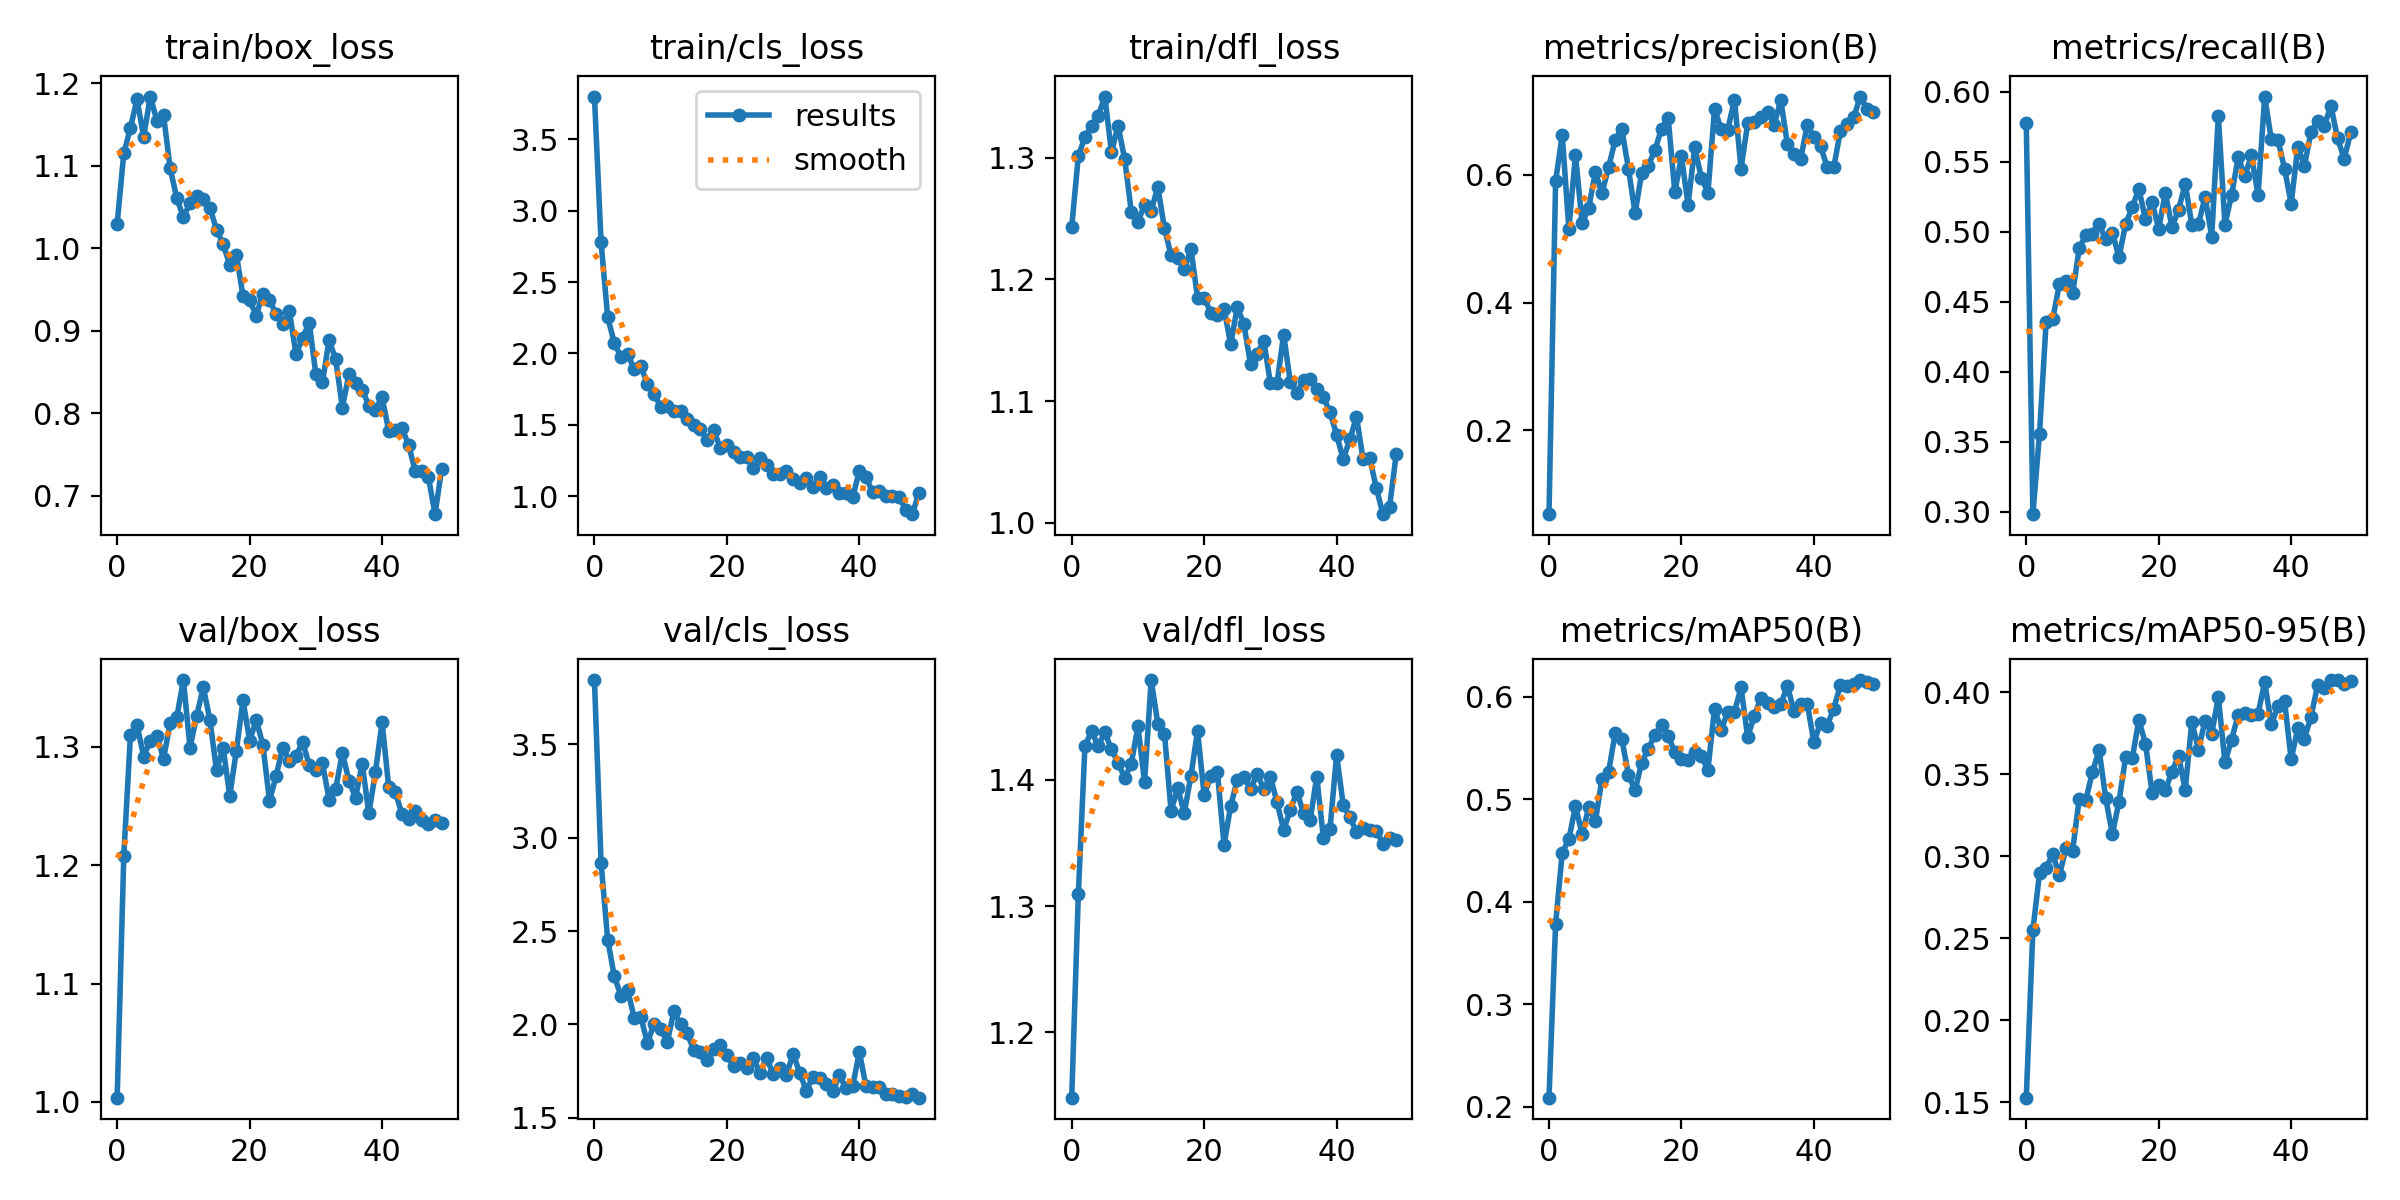 train/box_loss
1.2
1.1
1.0
0.9
0.8
0.7
0 20 40
train/cls_loss
results
smooth
3.5
3.0
2.5
2.0
1.5
1.0
0 20 40
train/dfl_loss
1.3
1.2
1.1
1.0
0 20 40
metrics/precision(B)
0.6
0.4
0.2
0 20 40
metrics/recall(B)
0.60
0.55
0.50
0.45
0.40
0.35
0.30
0 20 40
val/box_loss
1.3
1.2
1.1
1.0
0 20 40
val/cls_loss
3.5
3.0
2.5
2.0
1.5
0 20 40
val/dfl_loss
1.4
1.3
1.2
0 20 40
metrics/mAP50(B)
0.6
0.5
0.4
0.3
0.2
0 20 40
metrics/mAP50-95(B)
0.40
0.35
0.30
0.25
0.20
0.15
0 20 40